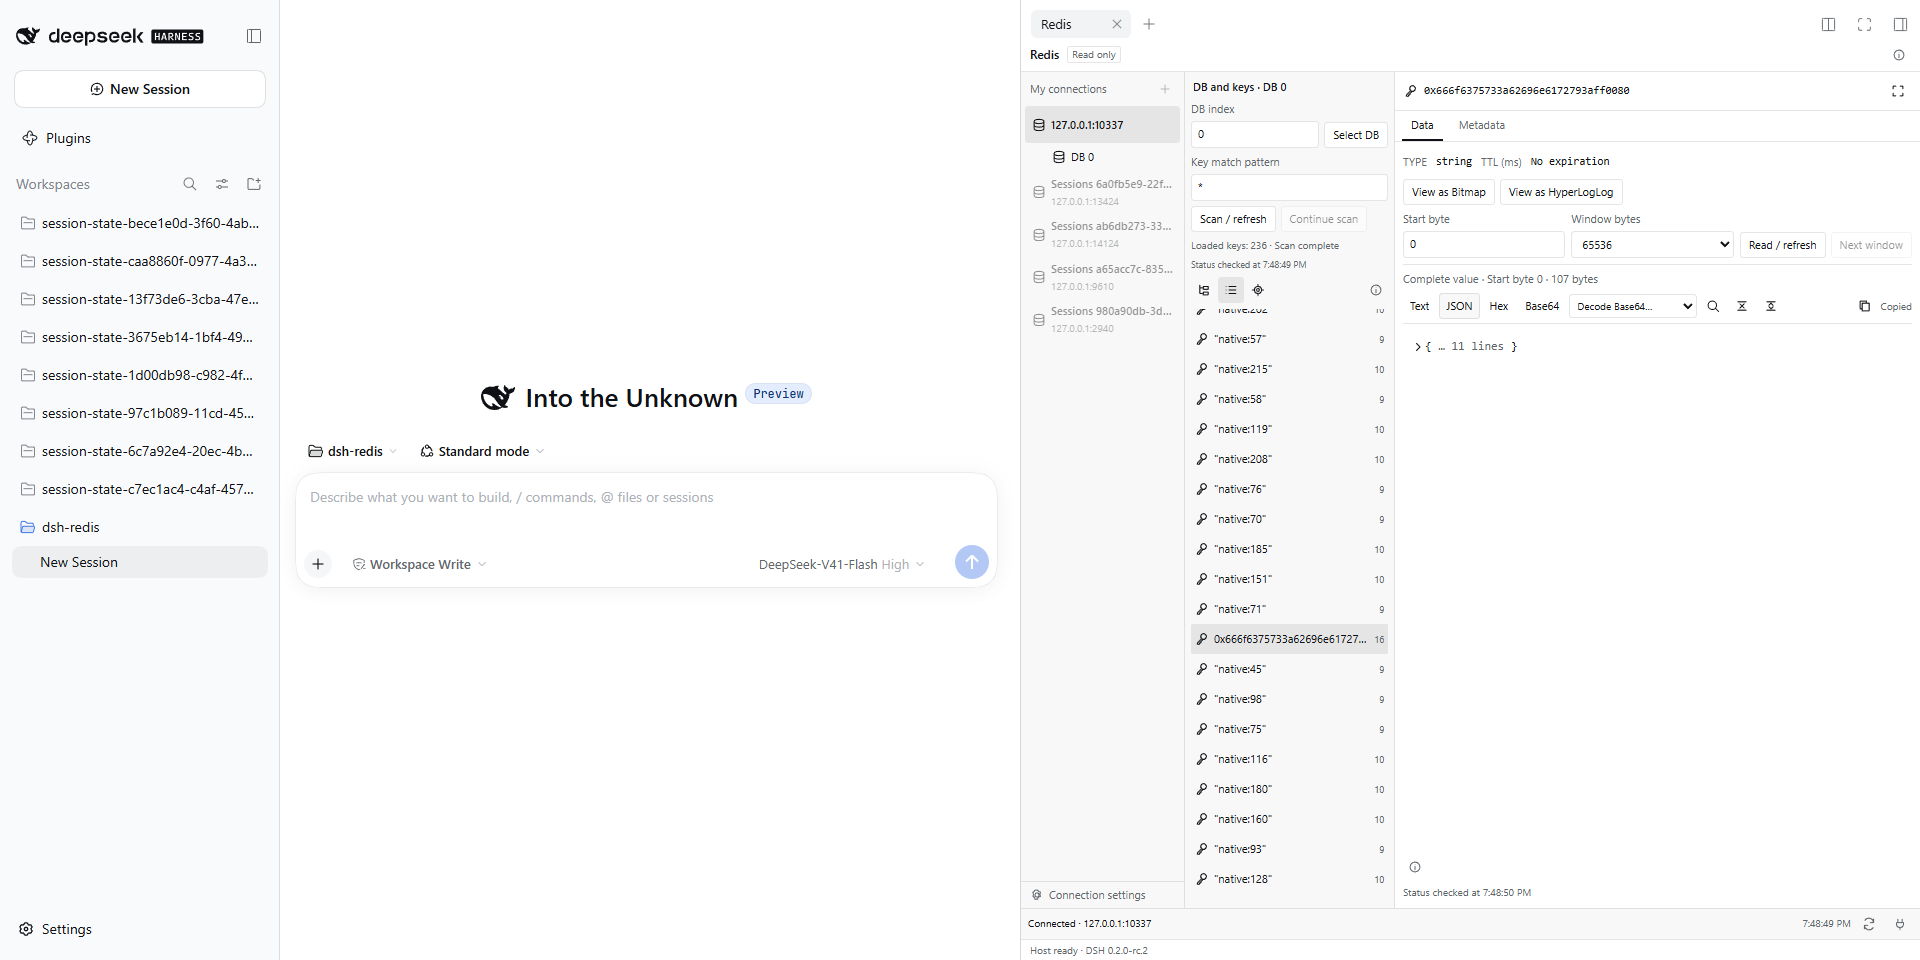 deepseek HARNESS
New Session
Plugins
Workspaces
session-state-bece1e0d-3f60-4ab...
session-state-caa8860f-0977-4a3...
session-state-13f73de6-3cba-47e...
session-state-3675eb14-1bf4-49...
session-state-1d00db98-c982-4f...
session-state-97c1b089-11cd-45...
session-state-6c7a92e4-20ec-4b...
session-state-c7ec1ac4-c4af-457...
dsh-redis
New Session
Settings
Into the Unknown Preview
dsh-redis Standard mode
Describe what you want to build, / commands, @ files or sessions
Workspace Write DeepSeek-V41-Flash High
Redis
Redis Read only
My connections
127.0.0.1:10337
DB 0
Sessions 6a0fb5e9-22f...
127.0.0.1:13424
Sessions ab6db273-33...
127.0.0.1:14124
Sessions a65acc7c-835...
127.0.0.1:9610
Sessions 980a90db-3d...
127.0.0.1:2940
Connection settings
DB and keys · DB 0
DB index
0 Select DB
Key match pattern
*
Scan / refresh Continue scan
Loaded keys: 236 · Scan complete
Status checked at 7:48:49 PM
"native:202" 10
"native:57" 9
"native:215" 10
"native:58" 9
"native:119" 10
"native:208" 10
"native:76" 9
"native:70" 9
"native:185" 10
"native:151" 10
"native:71" 9
0x666f6375733a62696e61727... 16
"native:45" 9
"native:98" 9
"native:75" 9
"native:116" 10
"native:180" 10
"native:160" 10
"native:93" 9
"native:128" 10
0x666f6375733a62696e6172793aff0080
Data Metadata
TYPE string TTL (ms) No expiration
View as Bitmap View as HyperLogLog
Start byte Window bytes
0 65536 Read / refresh Next window
Complete value · Start byte 0 · 107 bytes
Text JSON Hex Base64 Decode Base64... Copied
{ … 11 lines }
Status checked at 7:48:50 PM
Connected · 127.0.0.1:10337 7:48:49 PM
Host ready · DSH 0.2.0-rc.2